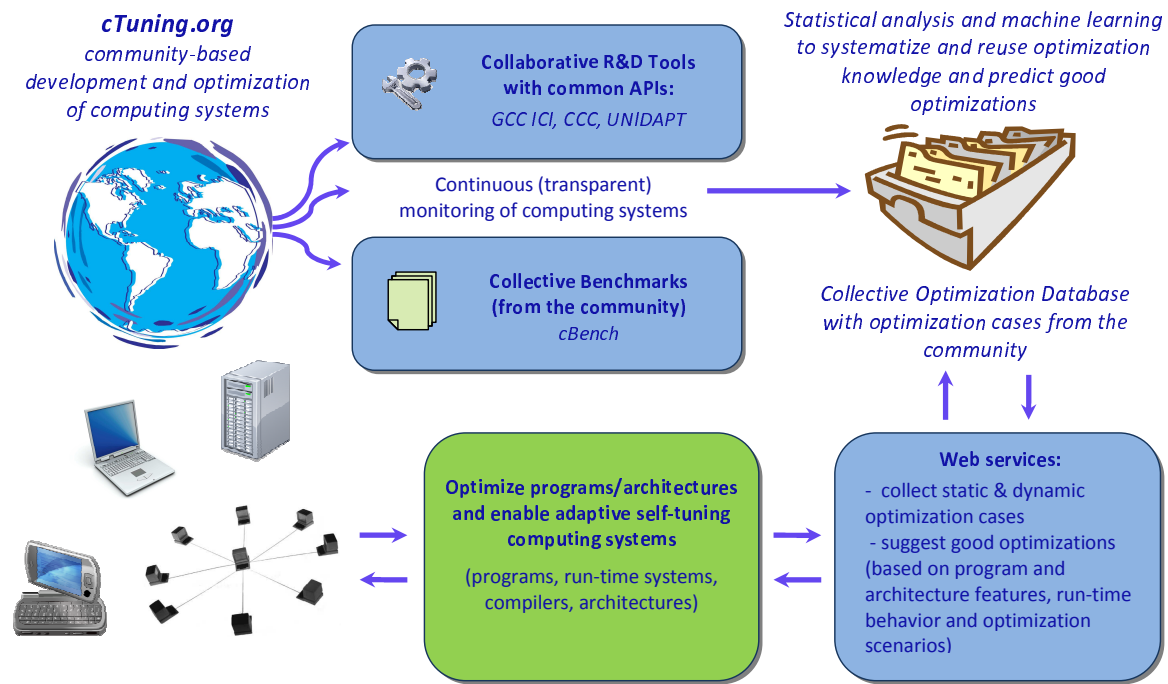 cTuning.org
community-based
development and optimization
of computing systems
Collaborative R&D Tools
with common APIs:
GCC ICI, CCC, UNIDAPT
Continuous (transparent)
monitoring of computing systems
Collective Benchmarks
(from the community)
cBench
Statistical analysis and machine learning
to systematize and reuse optimization
knowledge and predict good
optimizations
Collective Optimization Database
with optimization cases from the
community
Optimize programs/architectures
and enable adaptive self-tuning
computing systems
(programs, run-time systems,
compilers, architectures)
Web services:
- collect static & dynamic
optimization cases
- suggest good optimizations
(based on program and
architecture features, run-time
behavior and optimization
scenarios)